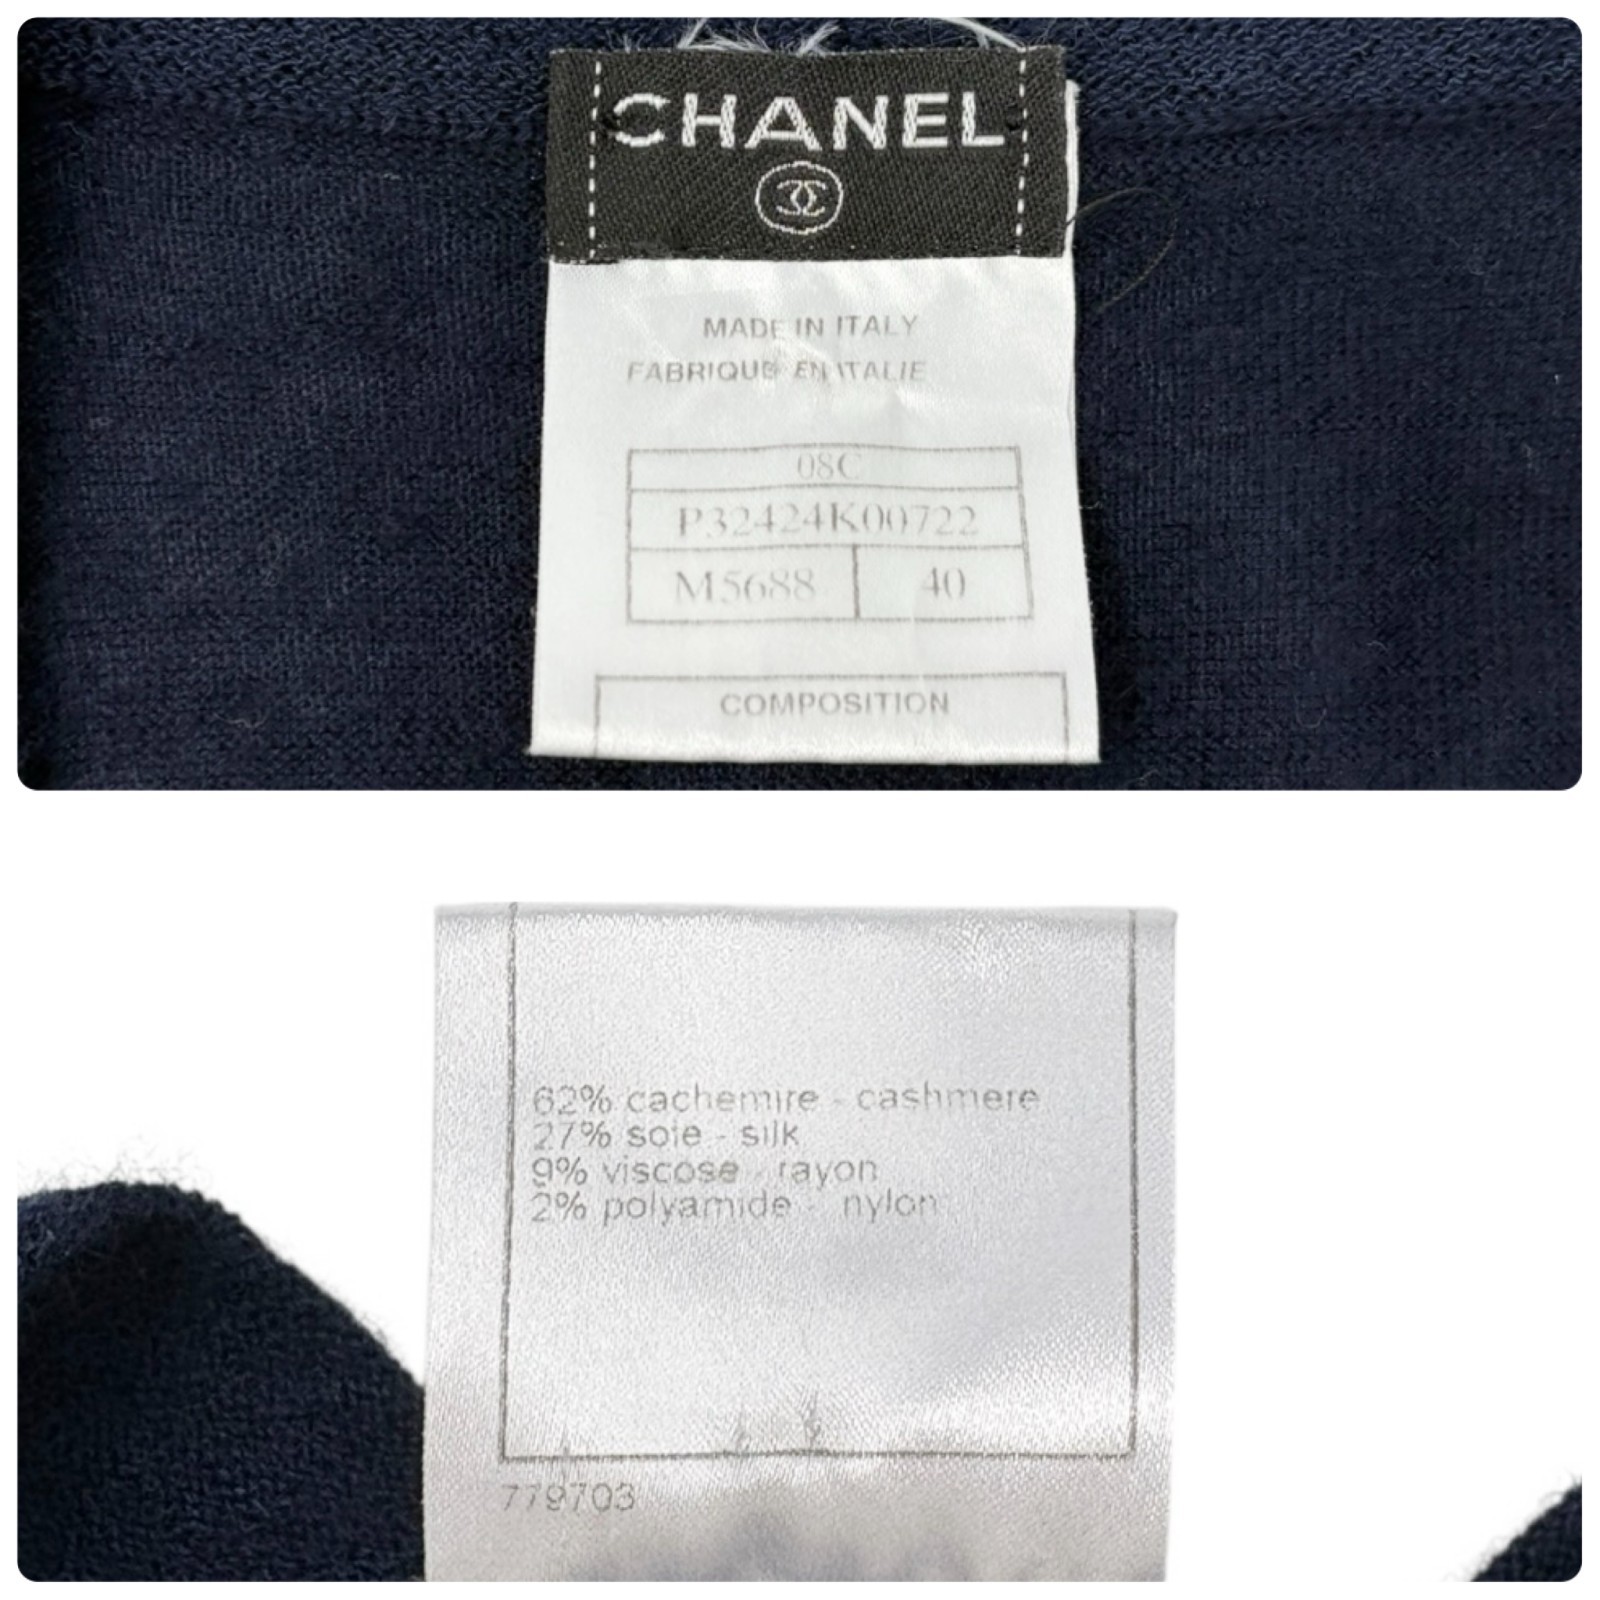 CHANEL
MADE IN ITALY
FABRIQUE EN ITALIE
08C
P32424K00722
M5688 40
COMPOSITION
62% cachemire - cashmere
27% soie - silk
9% viscose - rayon
2% polyamide - nylon
779703